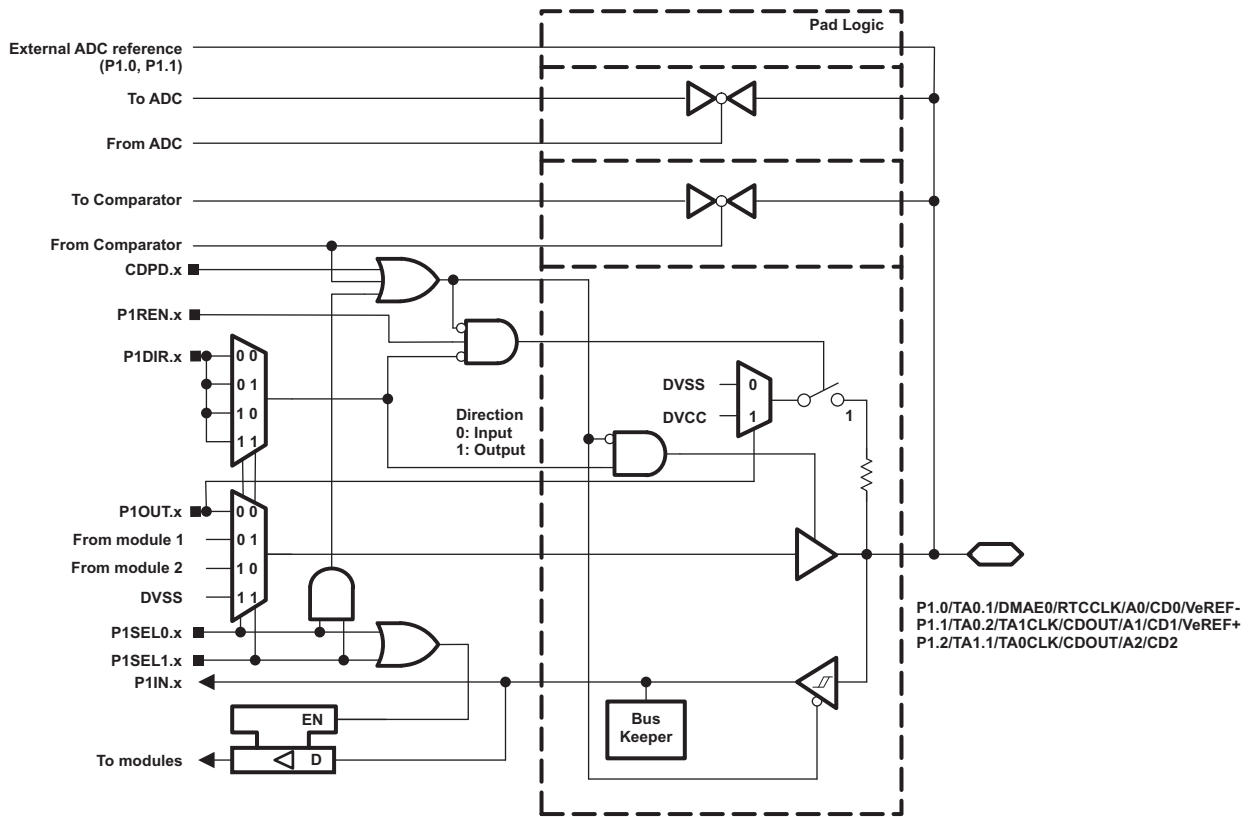 Pad Logic
External ADC reference
(P1.0, P1.1)
To ADC
From ADC
To Comparator
From Comparator
CDPD.x
P1REN.x
P1DIR.x
0 0
0 1
1 0
1 1
Direction
0: Input
1: Output
DVSS
0
DVCC
1
1
P1OUT.x
0 0
From module 1
0 1
From module 2
1 0
DVSS
1 1
P1.0/TA0.1/DMAE0/RTCCLK/A0/CD0/VeREF-
P1.1/TA0.2/TA1CLK/CDOUT/A1/CD1/VeREF+
P1.2/TA1.1/TA0CLK/CDOUT/A2/CD2
P1SEL0.x
P1SEL1.x
P1IN.x
EN
Bus
Keeper
To modules
D